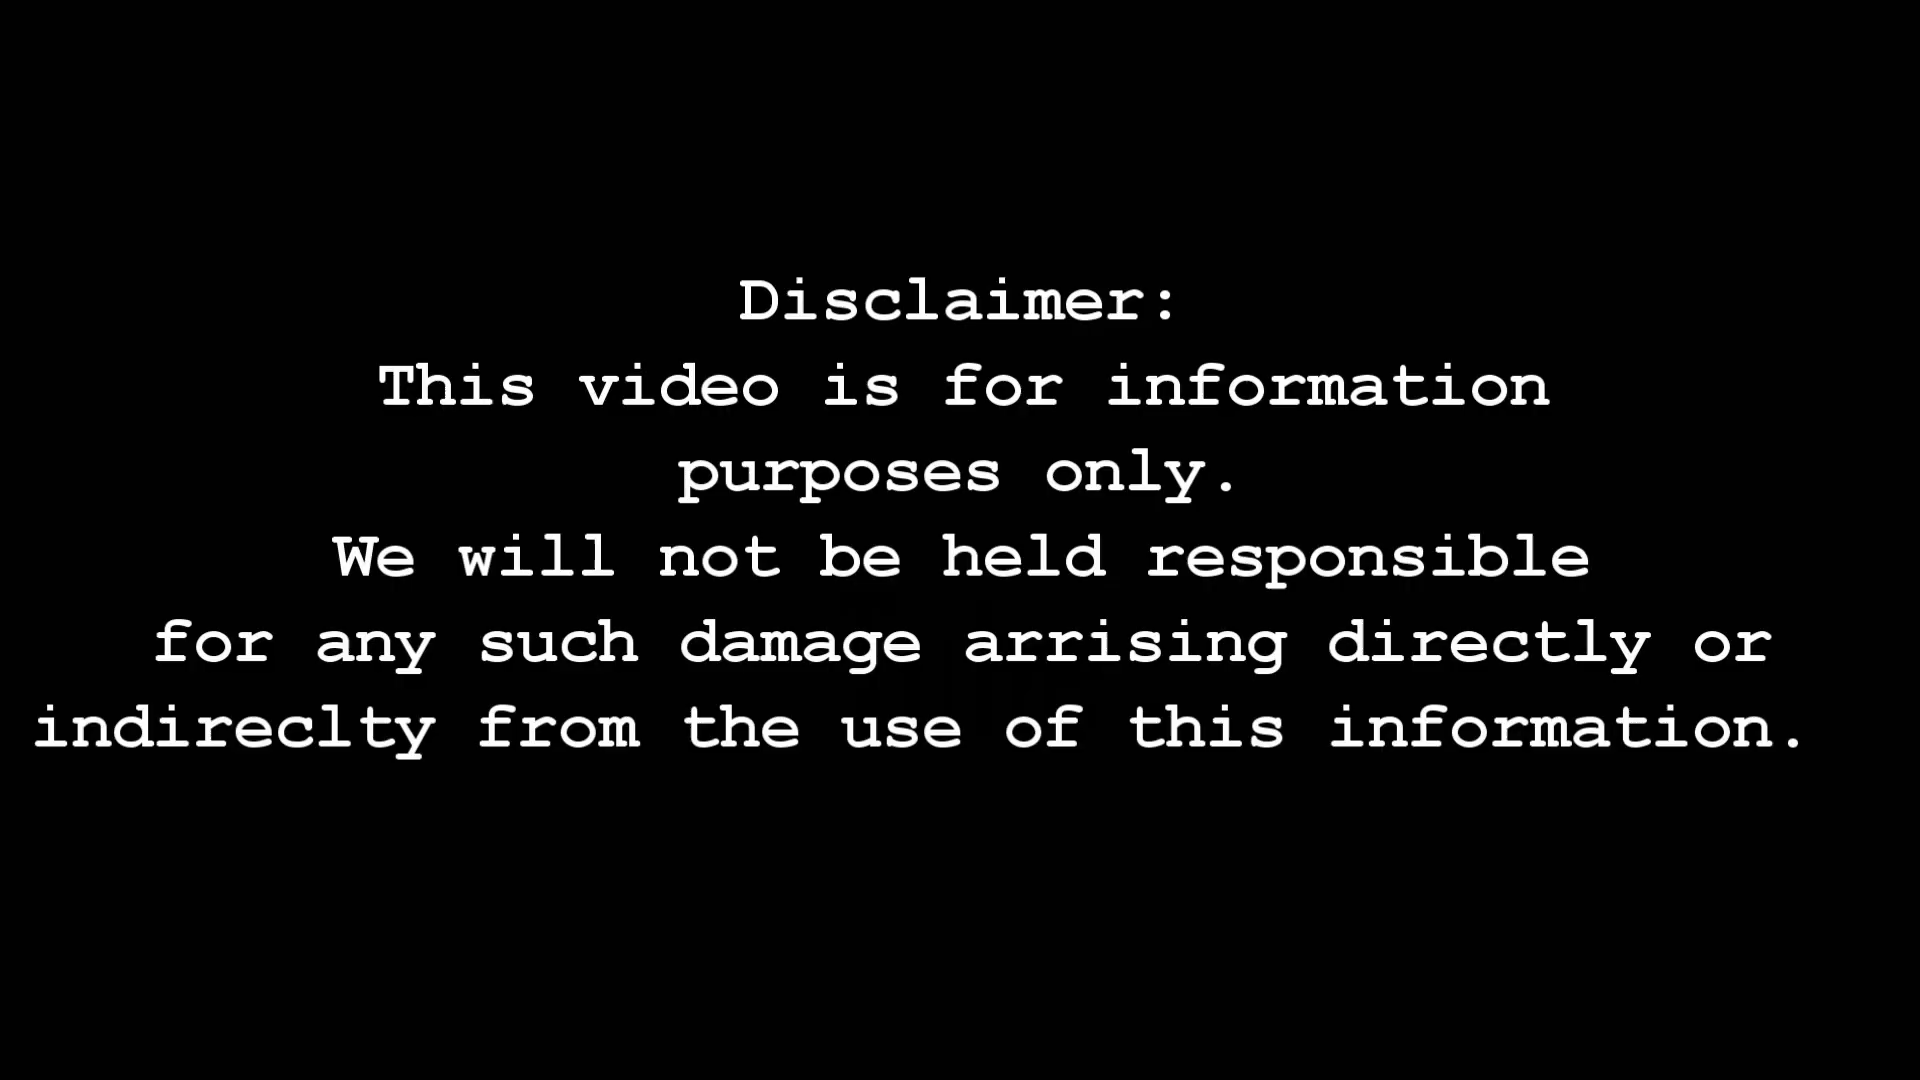 Disclaimer:
This video is for information
purposes only.
We will not be held responsible
for any such damage arrising directly or
indireclty from the use of this information.